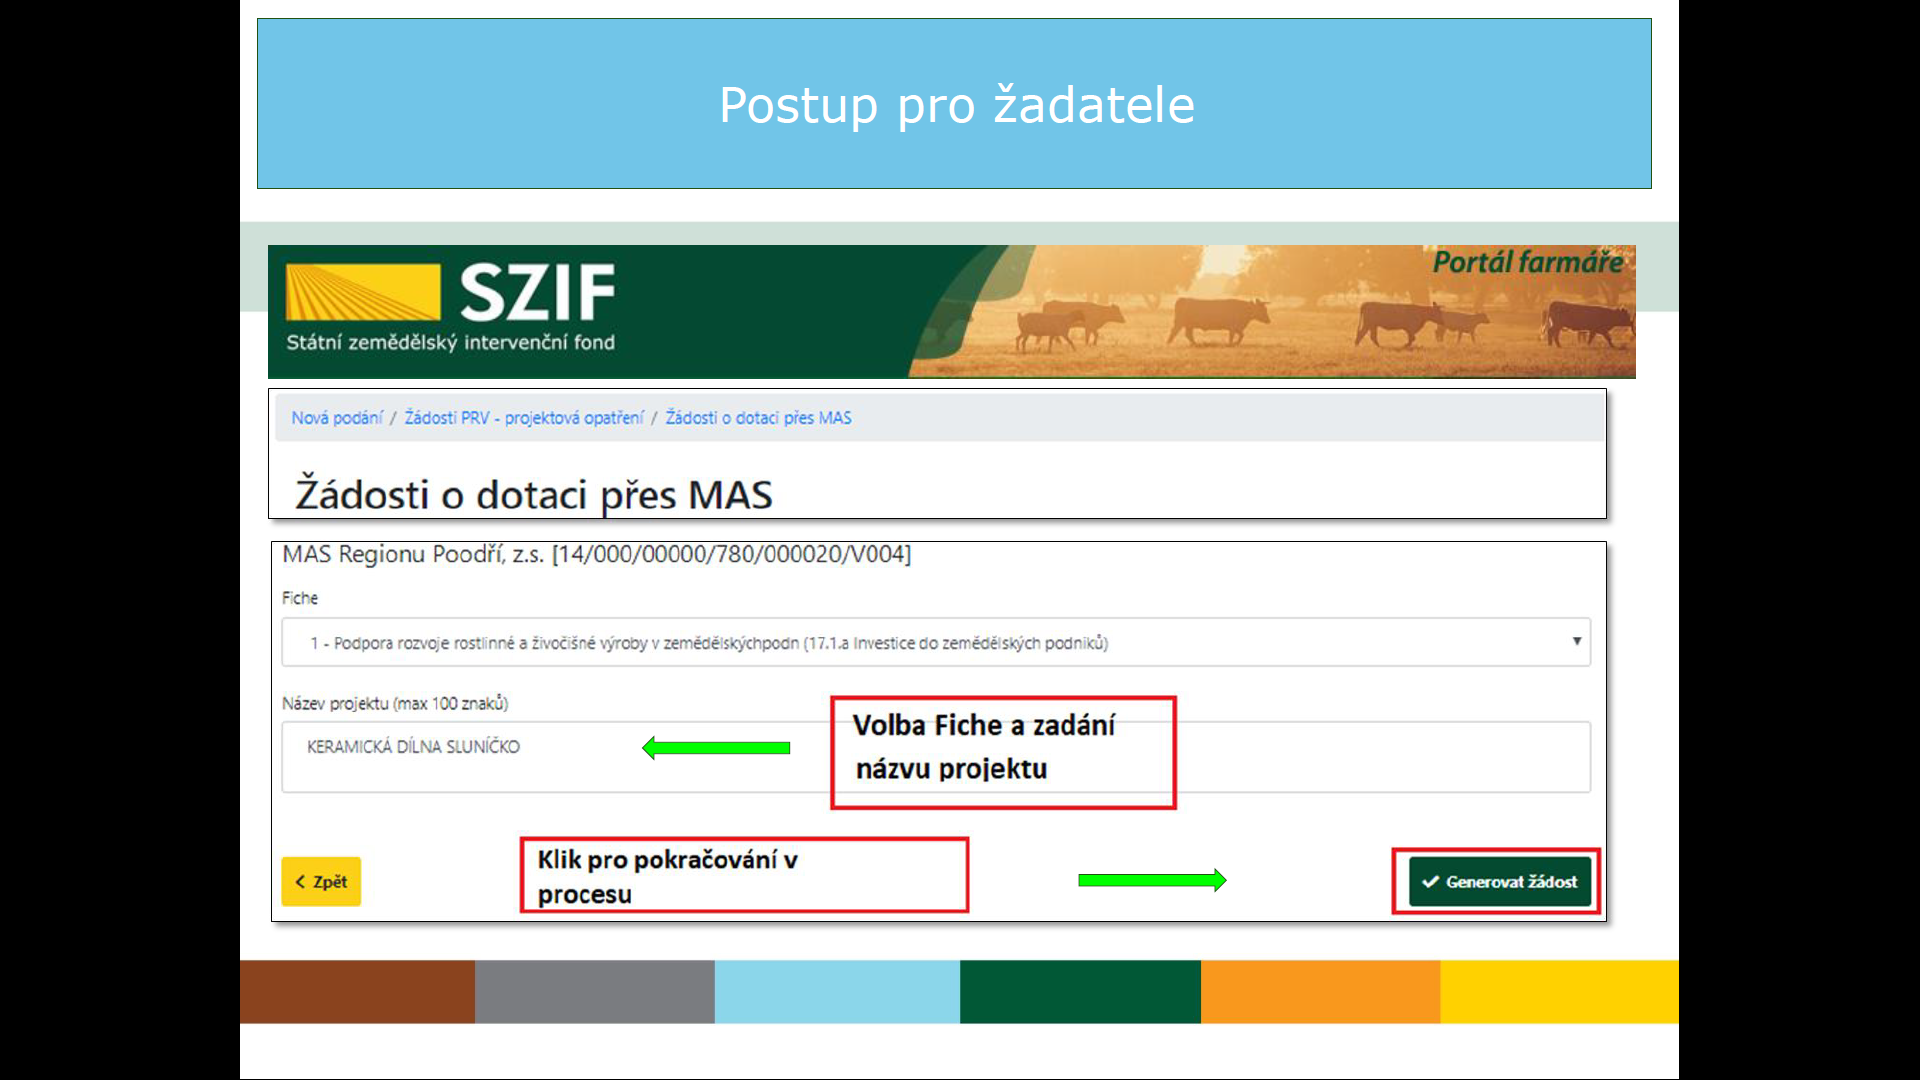 Postup pro žadatele
SZIF
Státní zemědělský intervenční fond
Portál farmáře
Nová podání / Žádosti PRV - projektová opatření / Žádosti o dotaci přes MAS
Žádosti o dotaci přes MAS
MAS Regionu Poodří, z.s. [14/000/00000/780/000020/V004]
Fiche
1 - Podpora rozvoje rostlinné a živočišné výroby v zemědělskýchpodn (17.1.a Investice do zemědělských podniků)
Název projektu (max 100 znaků)
KERAMICKÁ DÍLNA SLUNÍČKO
Volba Fiche a zadání
názvu projektu
Klik pro pokračování v
procesu
Zpět
Generovat žádost